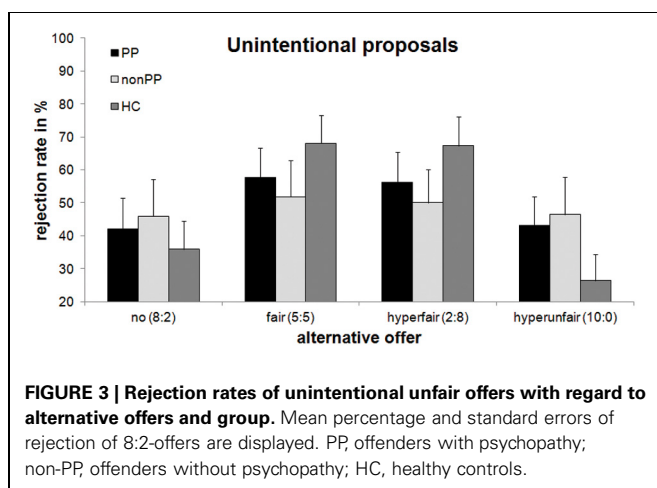 Unintentional proposals
100
90
80
70
60
50
40
30
20
rejection rate in %
PP
nonPP
HC
no (8:2)
fair (5:5)
hyperfair (2:8)
hyperunfair (10:0)
alternative offer
FIGURE 3 | Rejection rates of unintentional unfair offers with regard to
alternative offers and group. Mean percentage and standard errors of
rejection of 8:2-offers are displayed. PP, offenders with psychopathy;
non-PP, offenders without psychopathy; HC, healthy controls.